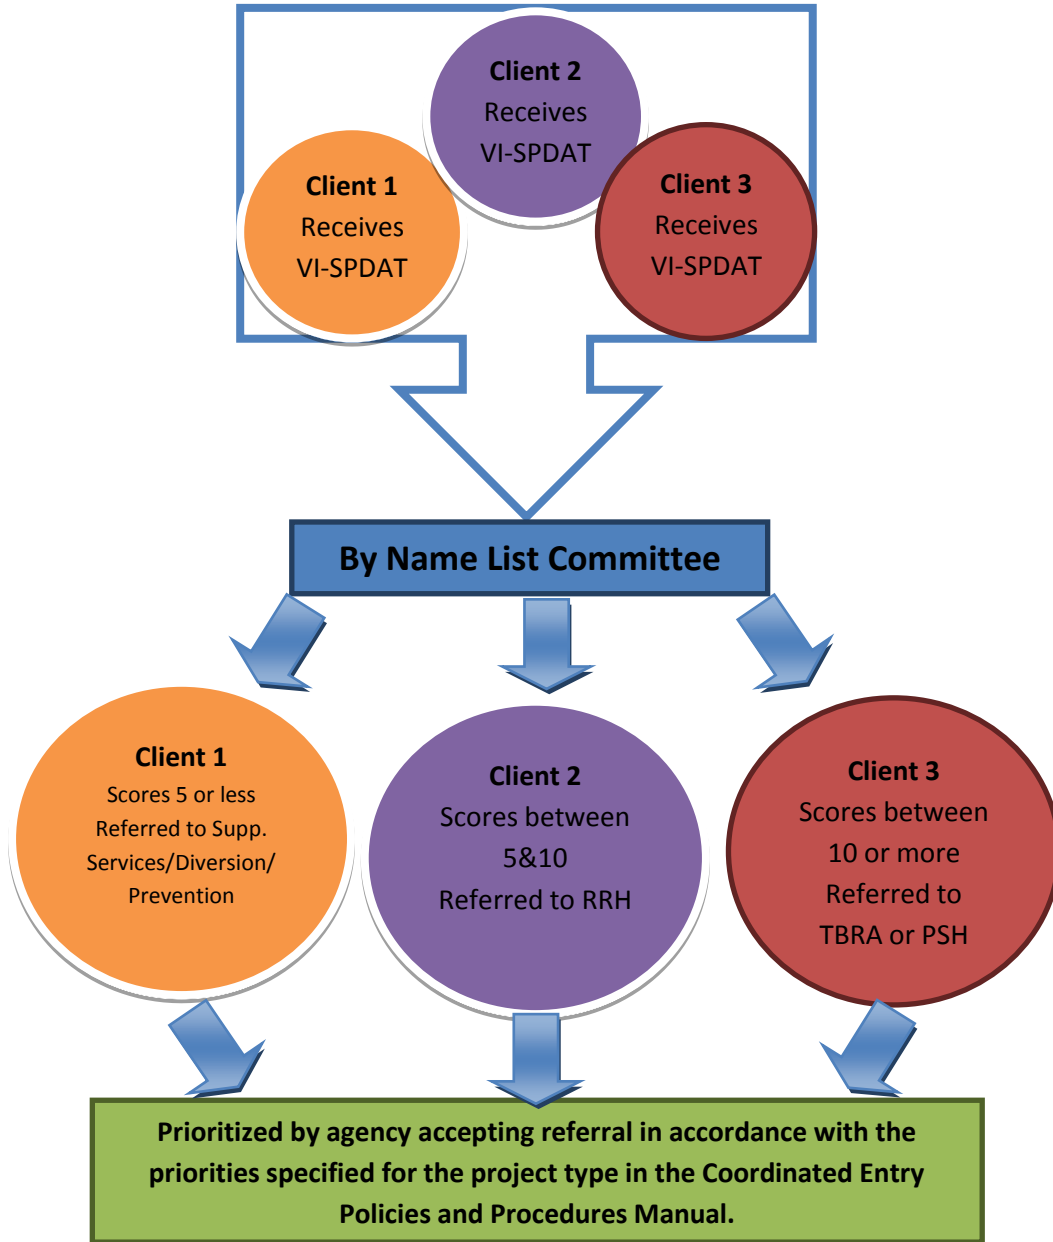 Client 1
Receives
VI-SPDAT
Client 2
Receives
VI-SPDAT
Client 3
Receives
VI-SPDAT
By Name List Committee
Client 1
Scores 5 or less
Referred to Supp.
Services/Diversion/
Prevention
Client 2
Scores between
5&10
Referred to RRH
Client 3
Scores between
10 or more
Referred to
TBRA or PSH
Prioritized by agency accepting referral in accordance with the
priorities specified for the project type in the Coordinated Entry
Policies and Procedures Manual.